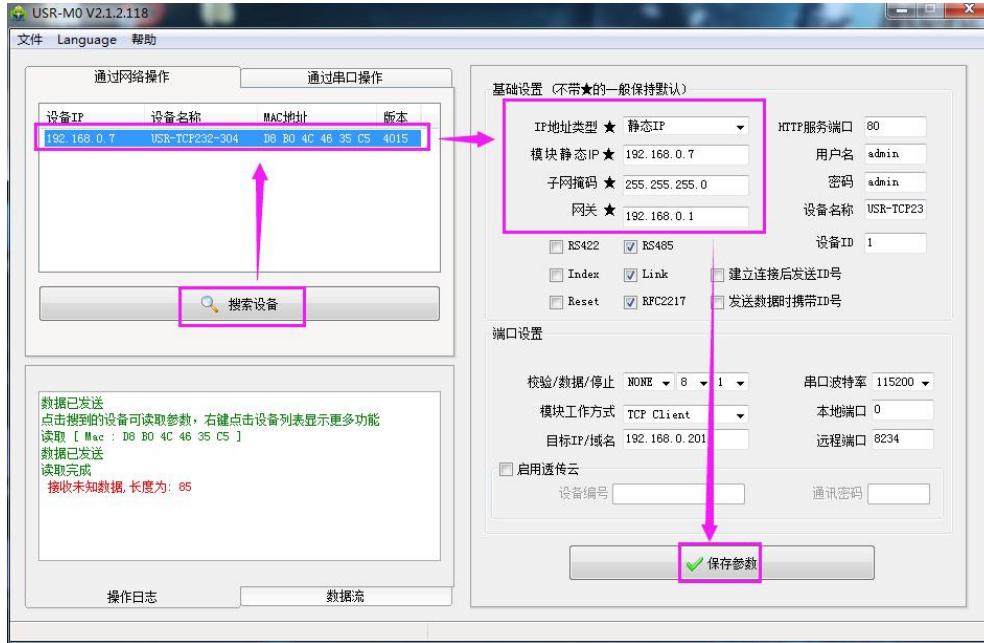 USR-M0 V2.1.2.118
文件 Language 帮助
通过网络操作 通过串口操作
设备IP 设备名称 MAC地址 版本
192.168.0.7 USR-TCP232-304 D8 B0 4C 46 35 C5 4015
搜索设备
数据已发送
点击搜到的设备可读取参数，右键点击设备列表显示更多功能
读取 [ Mac : D8 B0 4C 46 35 C5 ]
数据已发送
读取完成
接收未知数据,长度为: 85
操作日志 数据流
基础设置 (不带★的一般保持默认)
IP地址类型 ★ 静态IP HTTP服务端口 80
模块静态IP ★ 192.168.0.7 用户名 admin
子网掩码 ★ 255.255.255.0 密码 admin
网关 ★ 192.168.0.1 设备名称 USR-TCP23
RS422 RS485 设备ID 1
Index Link 建立连接后发送ID号
Reset RFC2217 发送数据时携带ID号
端口设置
校验/数据/停止 NONE 8 1 串口波特率 115200
模块工作方式 TCP Client 本地端口 0
目标IP/域名 192.168.0.201 远程端口 8234
启用透传云
设备编号 通讯密码
保存参数